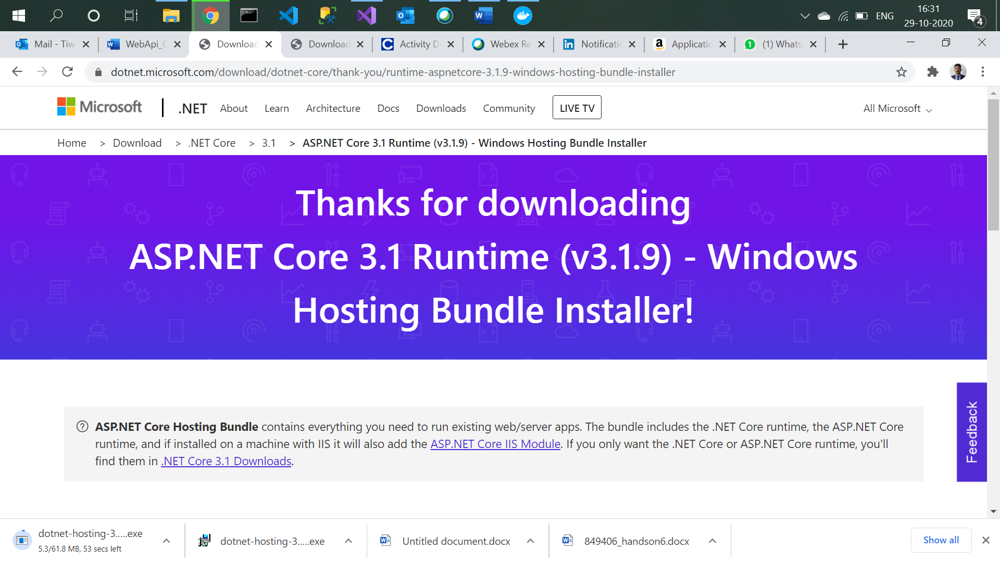 ENG
16:31
29-10-2020
4
Mail - Tiw
WebApi_C
Download
Download
Activity D
Webex Re
Notificatio
Applicatio
(1) Whats
dotnet.microsoft.com/download/dotnet-core/thank-you/runtime-aspnetcore-3.1.9-windows-hosting-bundle-installer
Microsoft
.NET
About
Learn
Architecture
Docs
Downloads
Community
LIVE TV
All Microsoft
Home > Download > .NET Core > 3.1 > ASP.NET Core 3.1 Runtime (v3.1.9) - Windows Hosting Bundle Installer
Thanks for downloading
ASP.NET Core 3.1 Runtime (v3.1.9) - Windows
Hosting Bundle Installer!
ASP.NET Core Hosting Bundle contains everything you need to run existing web/server apps. The bundle includes the .NET Core runtime, the ASP.NET Core
runtime, and if installed on a machine with IIS it will also add the ASP.NET Core IIS Module. If you only want the .NET Core or ASP.NET Core runtime, you'll
find them in .NET Core 3.1 Downloads.
Feedback
dotnet-hosting-3.....exe
5.3/61.8 MB, 53 secs left
dotnet-hosting-3.....exe
Untitled document.docx
849406_handson6.docx
Show all